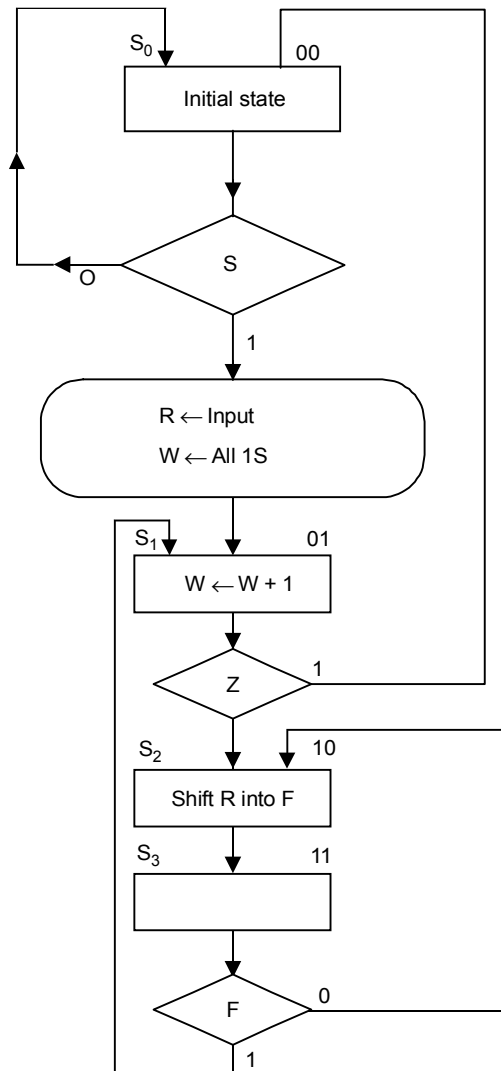 S₀ 00
Initial state
S
O
1
R ← Input
W ← All 1S
S₁ 01
W ← W + 1
Z 1
S₂ 10
Shift R into F
S₃ 11
F 0
1